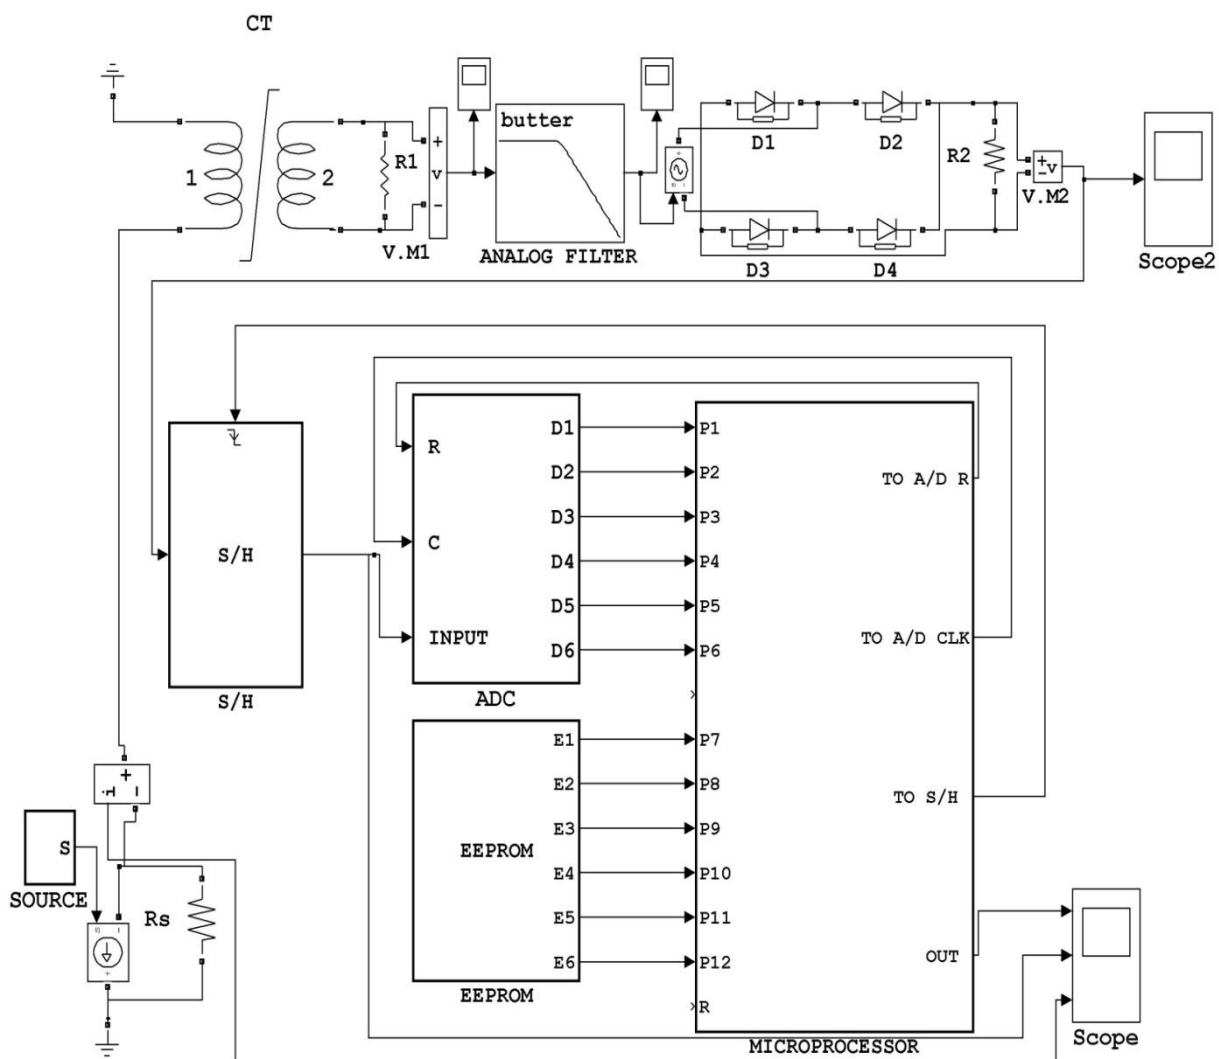 CT
1
2
R1
+
v
−
V.M1
butter
ANALOG FILTER
D1
D2
D3
D4
R2
+
−
v
V.M2
Scope2
S/H
S/H
R
C
INPUT
D1
D2
D3
D4
D5
D6
ADC
EEPROM
E1
E2
E3
E4
E5
E6
EEPROM
P1
P2
P3
P4
P5
P6
P7
P8
P9
P10
P11
P12
R
TO A/D R
TO A/D CLK
TO S/H
OUT
MICROPROCESSOR
+
i −
S
SOURCE
Rs
Scope